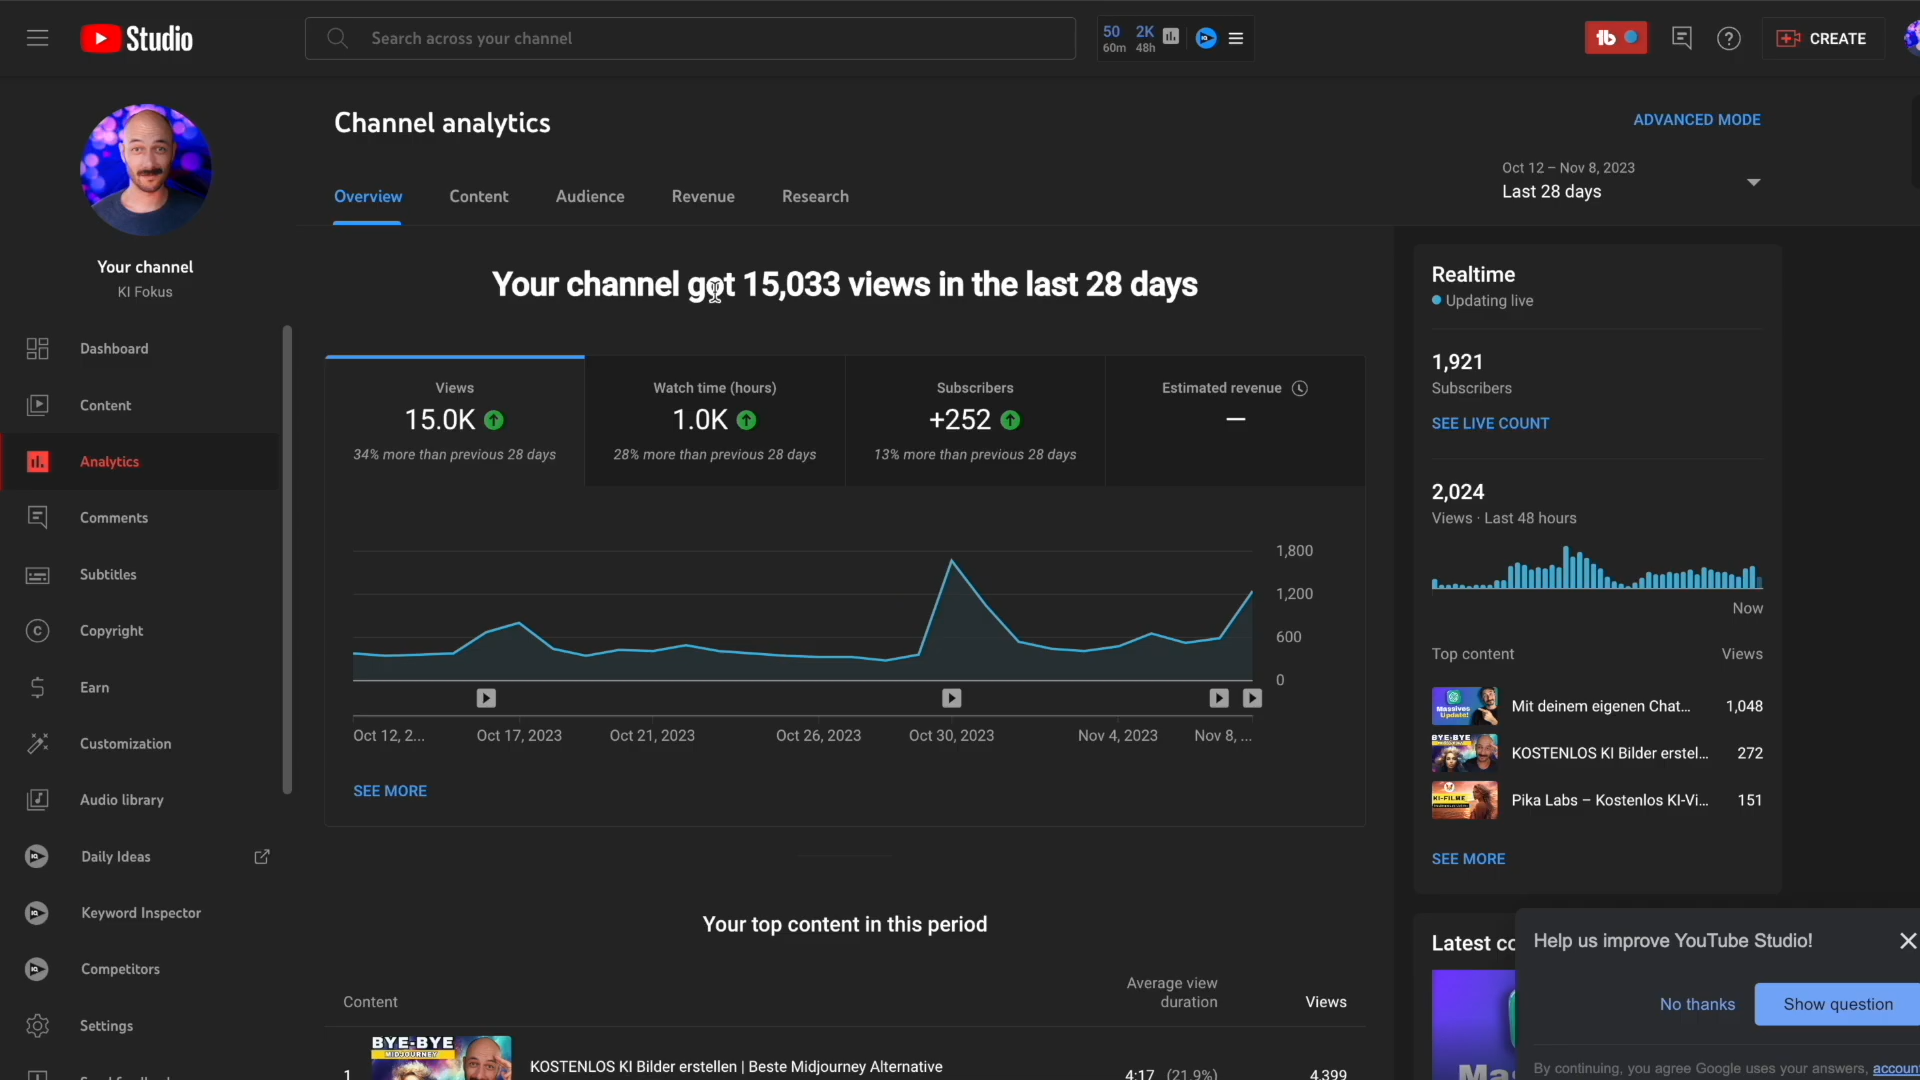 Studio
Search across your channel
50 2K
60m 48h
CREATE
Channel analytics
ADVANCED MODE
Oct 12 – Nov 8, 2023
Last 28 days
Overview
Content
Audience
Revenue
Research
Your channel
KI Fokus
Dashboard
Content
Analytics
Comments
Subtitles
Copyright
Earn
Customization
Audio library
Daily Ideas
Keyword Inspector
Competitors
Settings
Your channel got 15,033 views in the last 28 days
Views
15.0K
34% more than previous 28 days
Watch time (hours)
1.0K
28% more than previous 28 days
Subscribers
+252
13% more than previous 28 days
Estimated revenue
—
1,800
1,200
600
0
Oct 12, 2...
Oct 17, 2023
Oct 21, 2023
Oct 26, 2023
Oct 30, 2023
Nov 4, 2023
Nov 8, ...
SEE MORE
Your top content in this period
Content
Average view
duration
Views
1
BYE-BYE
MIDJOURNEY
KOSTENLOS KI Bilder erstellen | Beste Midjourney Alternative
4:17 (21.9%)
4,399
Realtime
Updating live
1,921
Subscribers
SEE LIVE COUNT
2,024
Views · Last 48 hours
Now
Top content
Views
Massives
Update!
Mit deinem eigenen Chat...
1,048
BYE-BYE
KOSTENLOS KI Bilder erstel...
272
KI-FILME
Pika Labs – Kostenlos KI-Vi...
151
SEE MORE
Latest co
Help us improve YouTube Studio!
No thanks
Show question
By continuing, you agree Google uses your answers, account